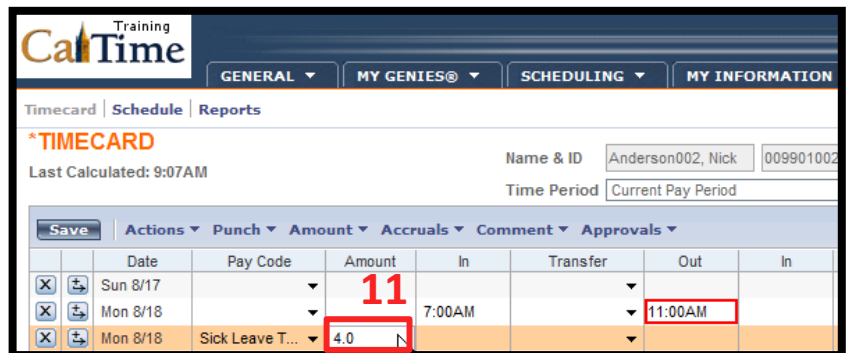 Training
CalTime
GENERAL MY GENIES® SCHEDULING MY INFORMATION
Timecard | Schedule | Reports
*TIMECARD
Last Calculated: 9:07AM
Name & ID Anderson002, Nick 009901002
Time Period Current Pay Period
Save Actions Punch Amount Accruals Comment Approvals
Date Pay Code Amount In Transfer Out In
Sun 8/17
11
Mon 8/18 7:00AM 11:00AM
Mon 8/18 Sick Leave T... 4.0